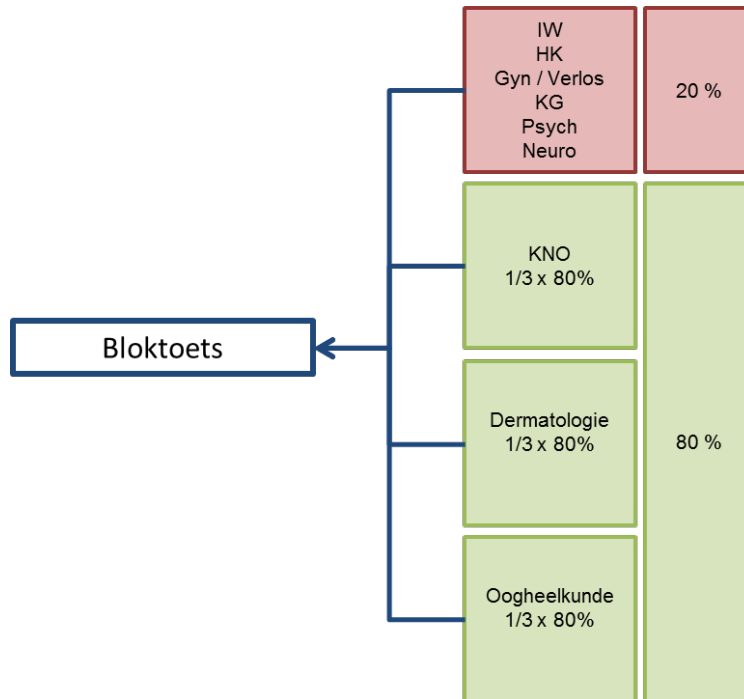 IW
HK
Gyn / Verlos
KG
Psych
Neuro
20 %
KNO
1/3 x 80%
Bloktoets
Dermatologie
1/3 x 80%
80 %
Oogheelkunde
1/3 x 80%